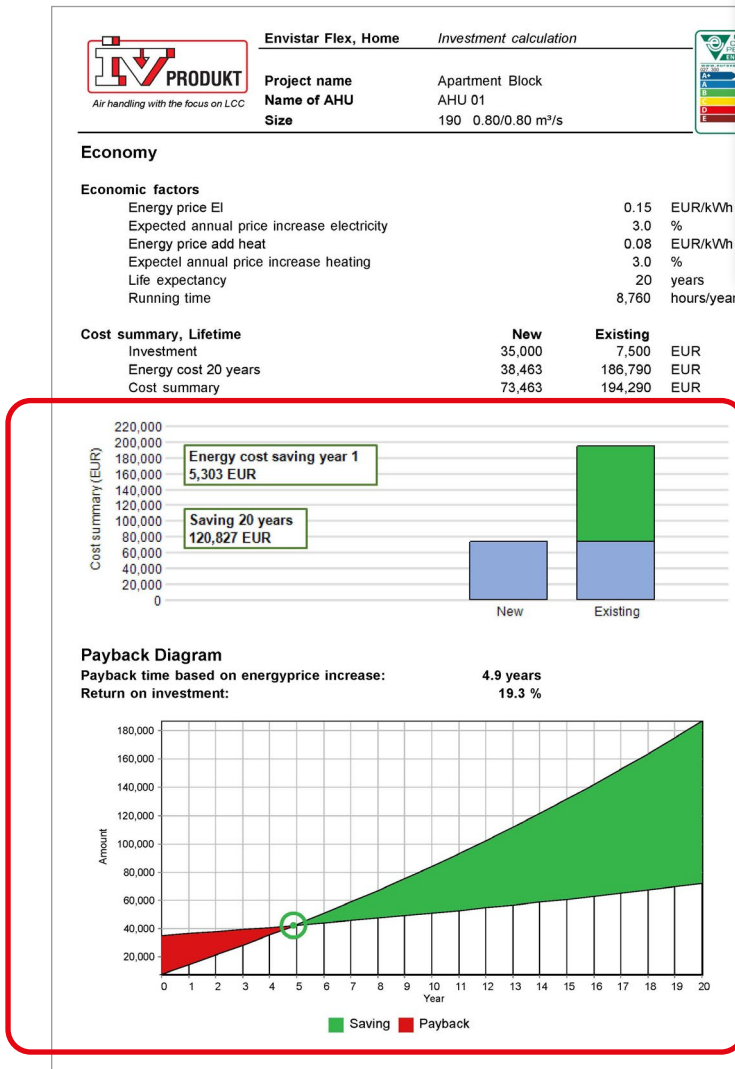 Envistar Flex, Home Investment calculation
IV PRODUKT
Air handling with the focus on LCC
Project name Apartment Block
Name of AHU AHU 01
Size 190 0.80/0.80 m³/s
A+
A
B
C
D
E
Economy
Economic factors
Energy price El 0.15 EUR/kWh
Expected annual price increase electricity 3.0 %
Energy price add heat 0.08 EUR/kWh
Expectel annual price increase heating 3.0 %
Life expectancy 20 years
Running time 8,760 hours/year
Cost summary, Lifetime New Existing
Investment 35,000 7,500 EUR
Energy cost 20 years 38,463 186,790 EUR
Cost summary 73,463 194,290 EUR
Cost summary (EUR)
220,000
200,000
180,000
160,000
140,000
120,000
100,000
80,000
60,000
40,000
20,000
0
Energy cost saving year 1
5,303 EUR
Saving 20 years
120,827 EUR
New Existing
Payback Diagram
Payback time based on energyprice increase: 4.9 years
Return on investment: 19.3 %
Amount
180,000
160,000
140,000
120,000
100,000
80,000
60,000
40,000
20,000
0 1 2 3 4 5 6 7 8 9 10 11 12 13 14 15 16 17 18 19 20
Year
Saving Payback